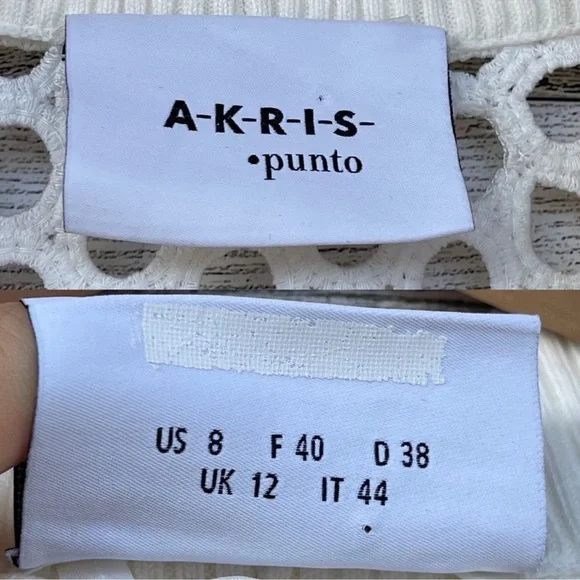 A-K-R-I-S-
•punto
US 8 F 40 D 38
UK 12 IT 44